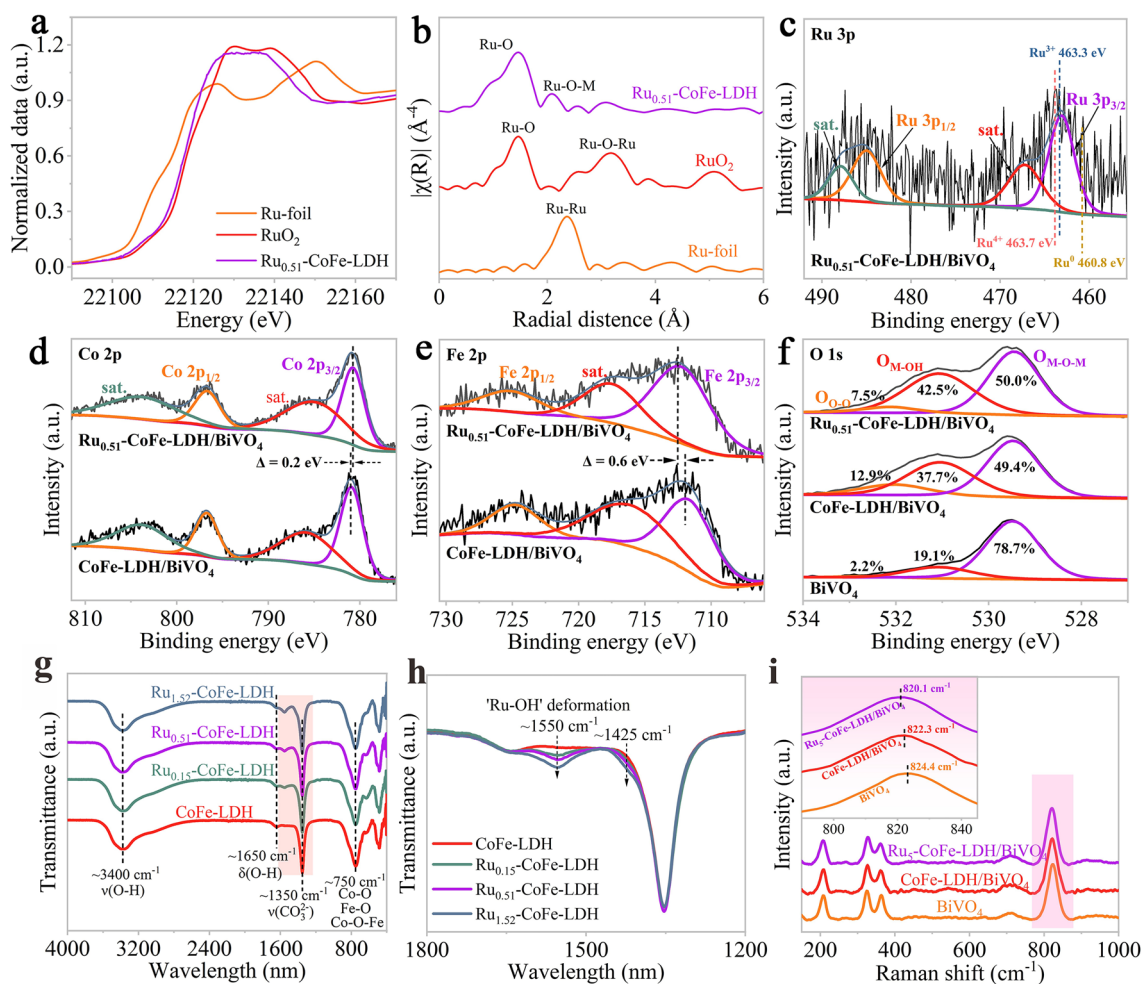 a
Normalized data (a.u.)
1.2
0.9
0.6
0.3
0.0
Ru-foil
RuO₂
Ru₀.₅₁-CoFe-LDH
22100 22120 22140 22160
Energy (eV)
b
|χ(R)| (Å⁻⁴)
Ru-O
Ru-O-M
Ru₀.₅₁-CoFe-LDH
Ru-O
Ru-O-Ru
RuO₂
Ru-Ru
Ru-foil
0 2 4 6
Radial distence (Å)
c
Ru 3p
Intensity (a.u.)
Ru³⁺ 463.3 eV
sat.
Ru 3p₁/₂
sat.
Ru 3p₃/₂
Ru⁴⁺ 463.7 eV
Ru⁰ 460.8 eV
Ru₀.₅₁-CoFe-LDH/BiVO₄
490 480 470 460
Binding energy (eV)
d
Co 2p
Intensity (a.u.)
sat.
Co 2p₁/₂
sat.
Co 2p₃/₂
Ru₀.₅₁-CoFe-LDH/BiVO₄
Δ = 0.2 eV
CoFe-LDH/BiVO₄
810 800 790 780
Binding energy (eV)
e
Fe 2p
Intensity (a.u.)
Fe 2p₁/₂
sat.
Fe 2p₃/₂
Ru₀.₅₁-CoFe-LDH/BiVO₄
Δ = 0.6 eV
CoFe-LDH/BiVO₄
730 725 720 715 710
Binding energy (eV)
f
O 1s
Intensity (a.u.)
O_M-OH
O_M-O-M
7.5%
42.5%
50.0%
O_O-O
Ru₀.₅₁-CoFe-LDH/BiVO₄
12.9%
37.7%
49.4%
CoFe-LDH/BiVO₄
2.2%
19.1%
78.7%
BiVO₄
534 532 530 528
Binding energy (eV)
g
Transmittance (a.u.)
Ru₁.₅₂-CoFe-LDH
Ru₀.₅₁-CoFe-LDH
Ru₀.₁₅-CoFe-LDH
CoFe-LDH
~3400 cm⁻¹
ν(O-H)
~1650 cm⁻¹
δ(O-H)
~1350 cm⁻¹
ν(CO₃²⁻)
~750 cm⁻¹
Co-O
Fe-O
Co-O-Fe
4000 3200 2400 1600 800
Wavelength (nm)
h
Transmittance (a.u.)
'Ru-OH' deformation
~1550 cm⁻¹
~1425 cm⁻¹
CoFe-LDH
Ru₀.₁₅-CoFe-LDH
Ru₀.₅₁-CoFe-LDH
Ru₁.₅₂-CoFe-LDH
1800 1600 1400 1200
Wavelength (nm)
i
Intensity (a.u.)
820.1 cm⁻¹
Ru₅-CoFe-LDH/BiVO₄
822.3 cm⁻¹
CoFe-LDH/BiVO₄
824.4 cm⁻¹
BiVO₄
800 820 840
Ru₅-CoFe-LDH/BiVO₄
CoFe-LDH/BiVO₄
BiVO₄
200 400 600 800 1000
Raman shift (cm⁻¹)